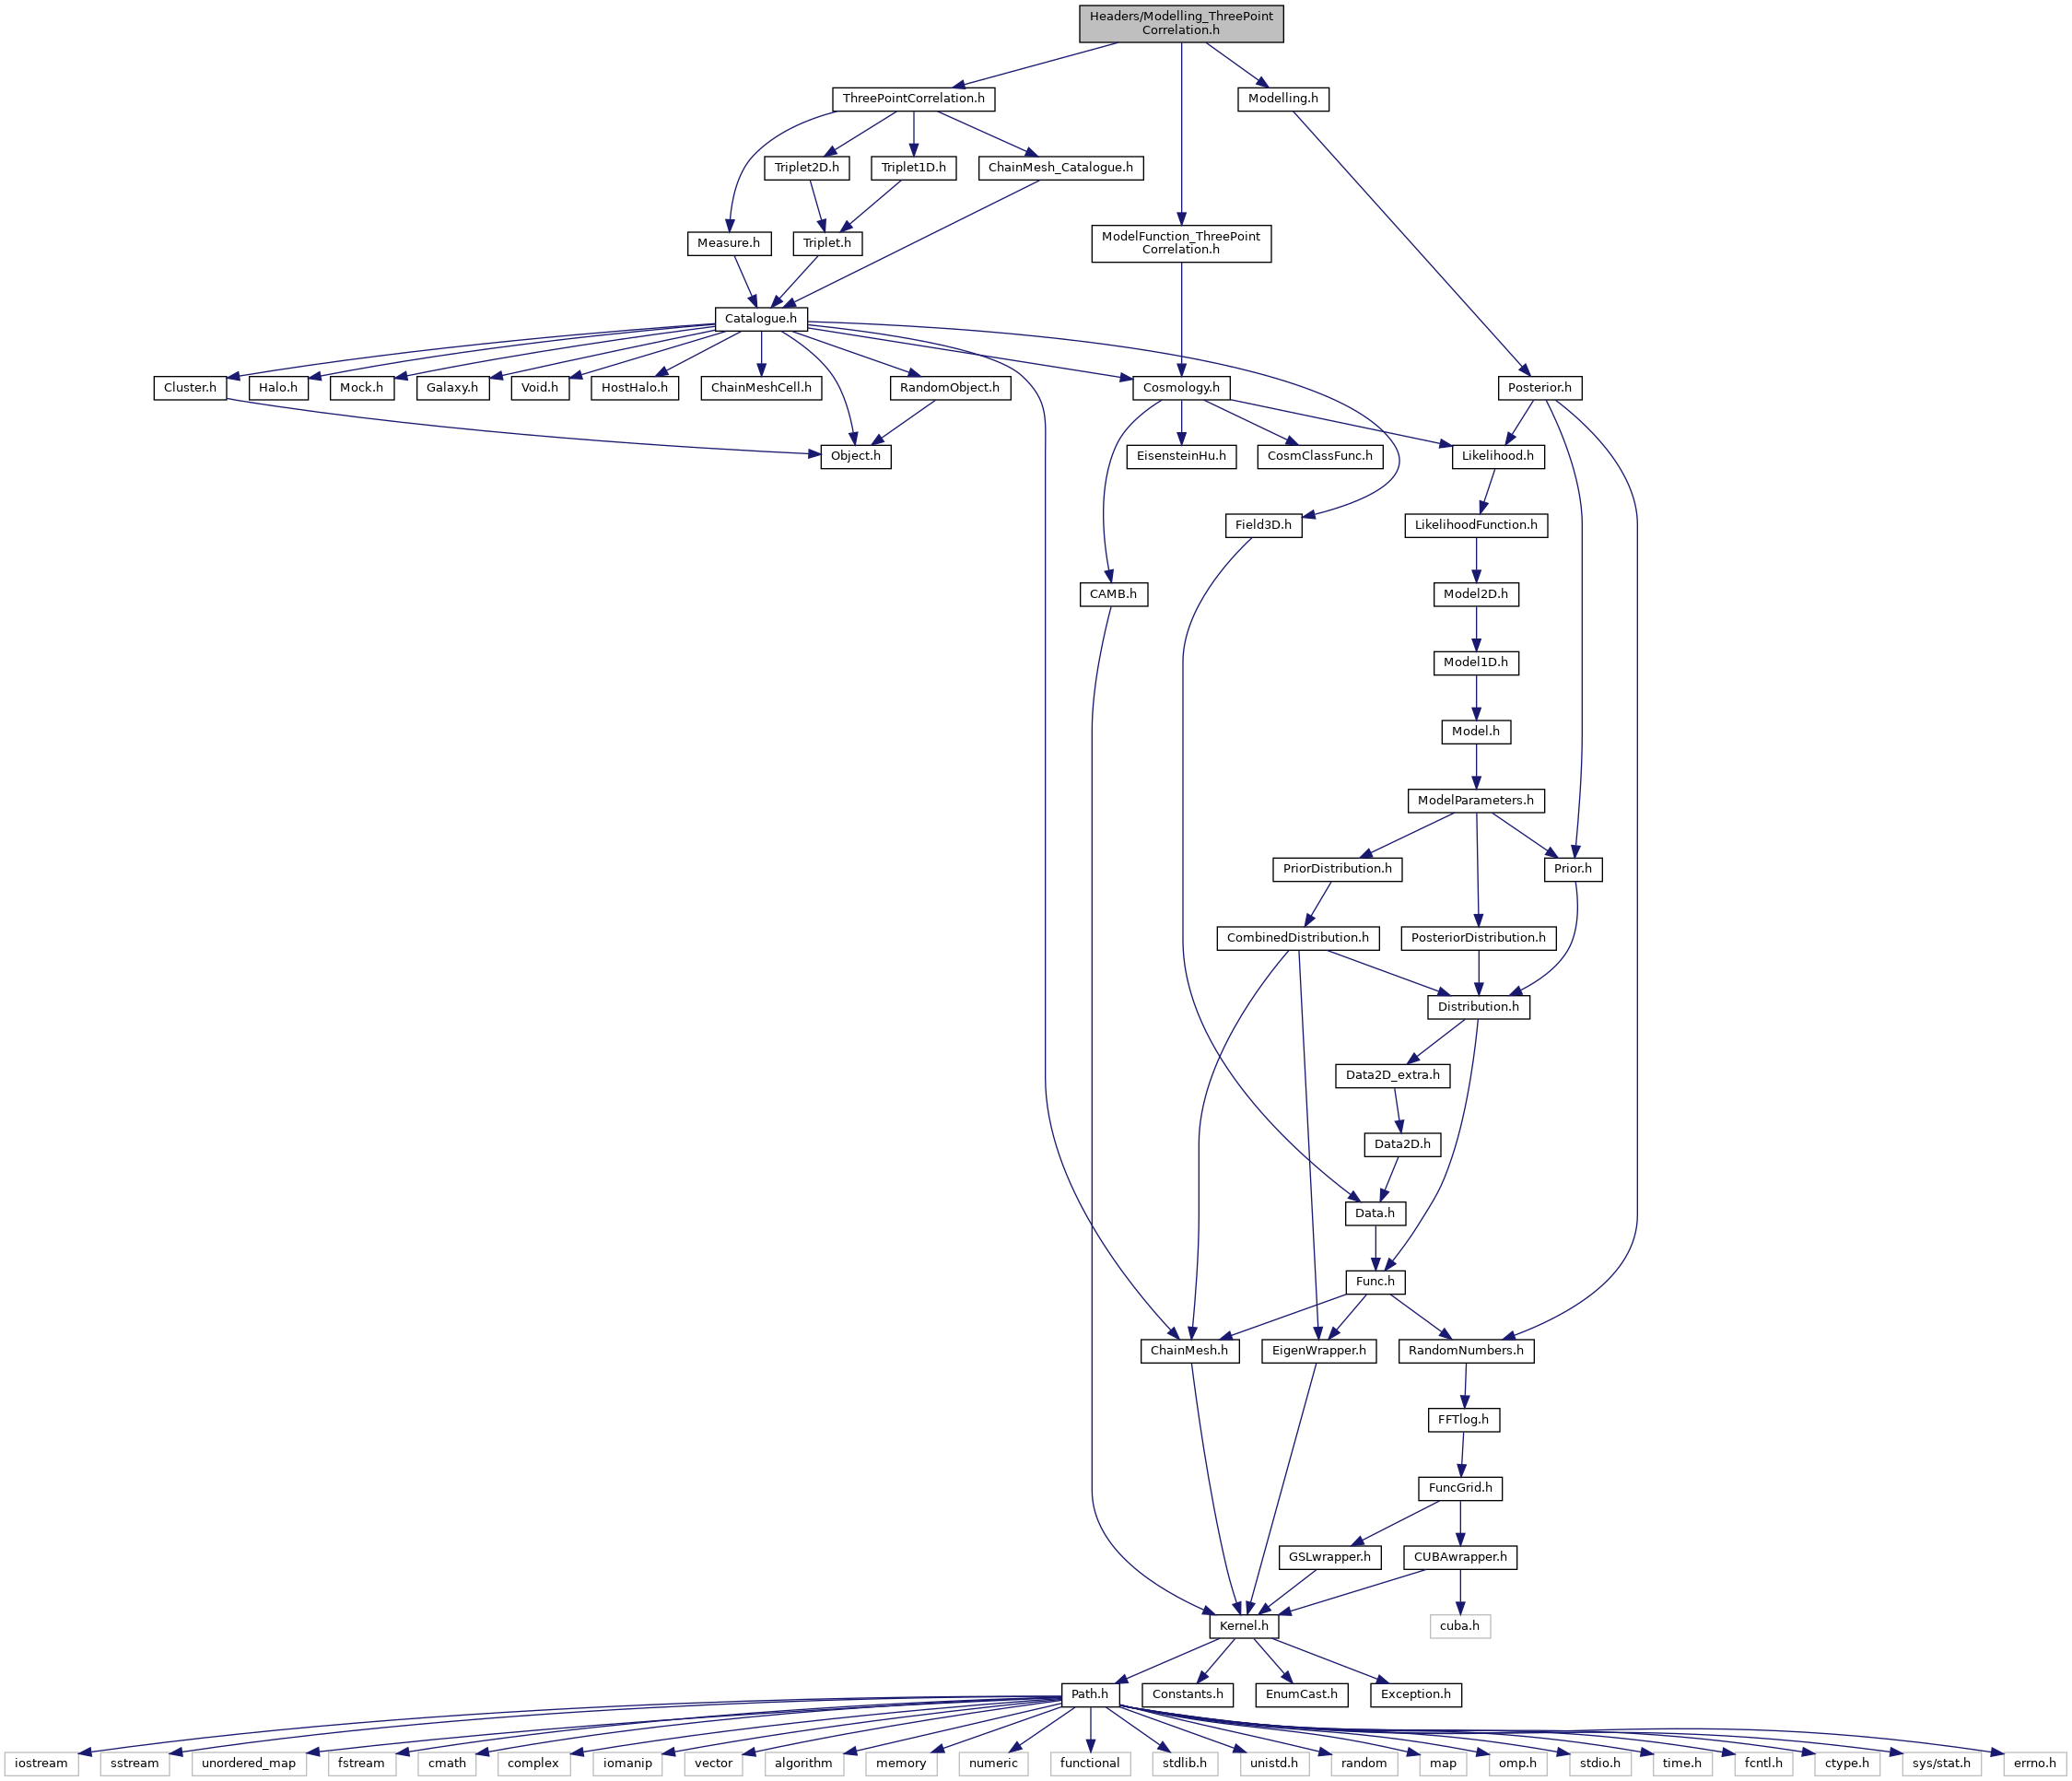 Headers/Modelling_ThreePoint
Correlation.h
ThreePointCorrelation.h
Modelling.h
Triplet2D.h
Triplet1D.h
ChainMesh_Catalogue.h
Measure.h
Triplet.h
ModelFunction_ThreePoint
Correlation.h
Catalogue.h
Cluster.h
Halo.h
Mock.h
Galaxy.h
Void.h
HostHalo.h
ChainMeshCell.h
RandomObject.h
Cosmology.h
Posterior.h
Object.h
EisensteinHu.h
CosmClassFunc.h
Likelihood.h
Field3D.h
LikelihoodFunction.h
CAMB.h
Model2D.h
Model1D.h
Model.h
ModelParameters.h
PriorDistribution.h
Prior.h
CombinedDistribution.h
PosteriorDistribution.h
Distribution.h
Data2D_extra.h
Data2D.h
Data.h
Func.h
ChainMesh.h
EigenWrapper.h
RandomNumbers.h
FFTlog.h
FuncGrid.h
GSLwrapper.h
CUBAwrapper.h
Kernel.h
cuba.h
Path.h
Constants.h
EnumCast.h
Exception.h
iostream
sstream
unordered_map
fstream
cmath
complex
iomanip
vector
algorithm
memory
numeric
functional
stdlib.h
unistd.h
random
map
omp.h
stdio.h
time.h
fcntl.h
ctype.h
sys/stat.h
errno.h